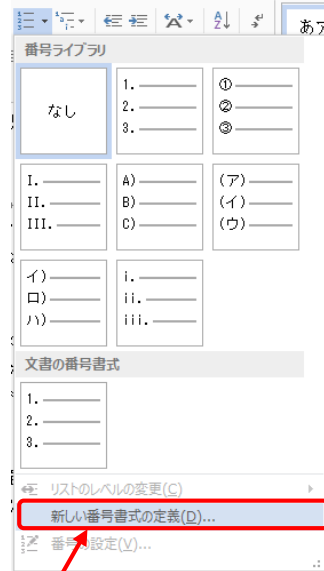 あア
番号ライブラリ
なし
1.
2.
3.
①
②
③
I.
II.
III.
A)
B)
C)
(ア)
(イ)
(ウ)
イ)
ロ)
ハ)
i.
ii.
iii.
文書の番号書式
1.
2.
3.
リストのレベルの変更(C)
新しい番号書式の定義(D)...
番号の設定(V)...